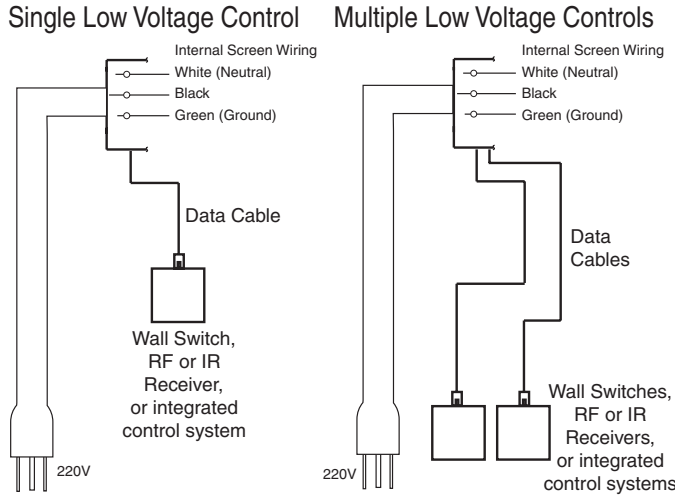 Single Low Voltage Control
Internal Screen Wiring
White (Neutral)
Black
Green (Ground)
Data Cable
Wall Switch,
RF or IR
Receiver,
or integrated
control system
220V
Multiple Low Voltage Controls
Internal Screen Wiring
White (Neutral)
Black
Green (Ground)
Data
Cables
Wall Switches,
RF or IR
Receivers,
or integrated
control systems
220V